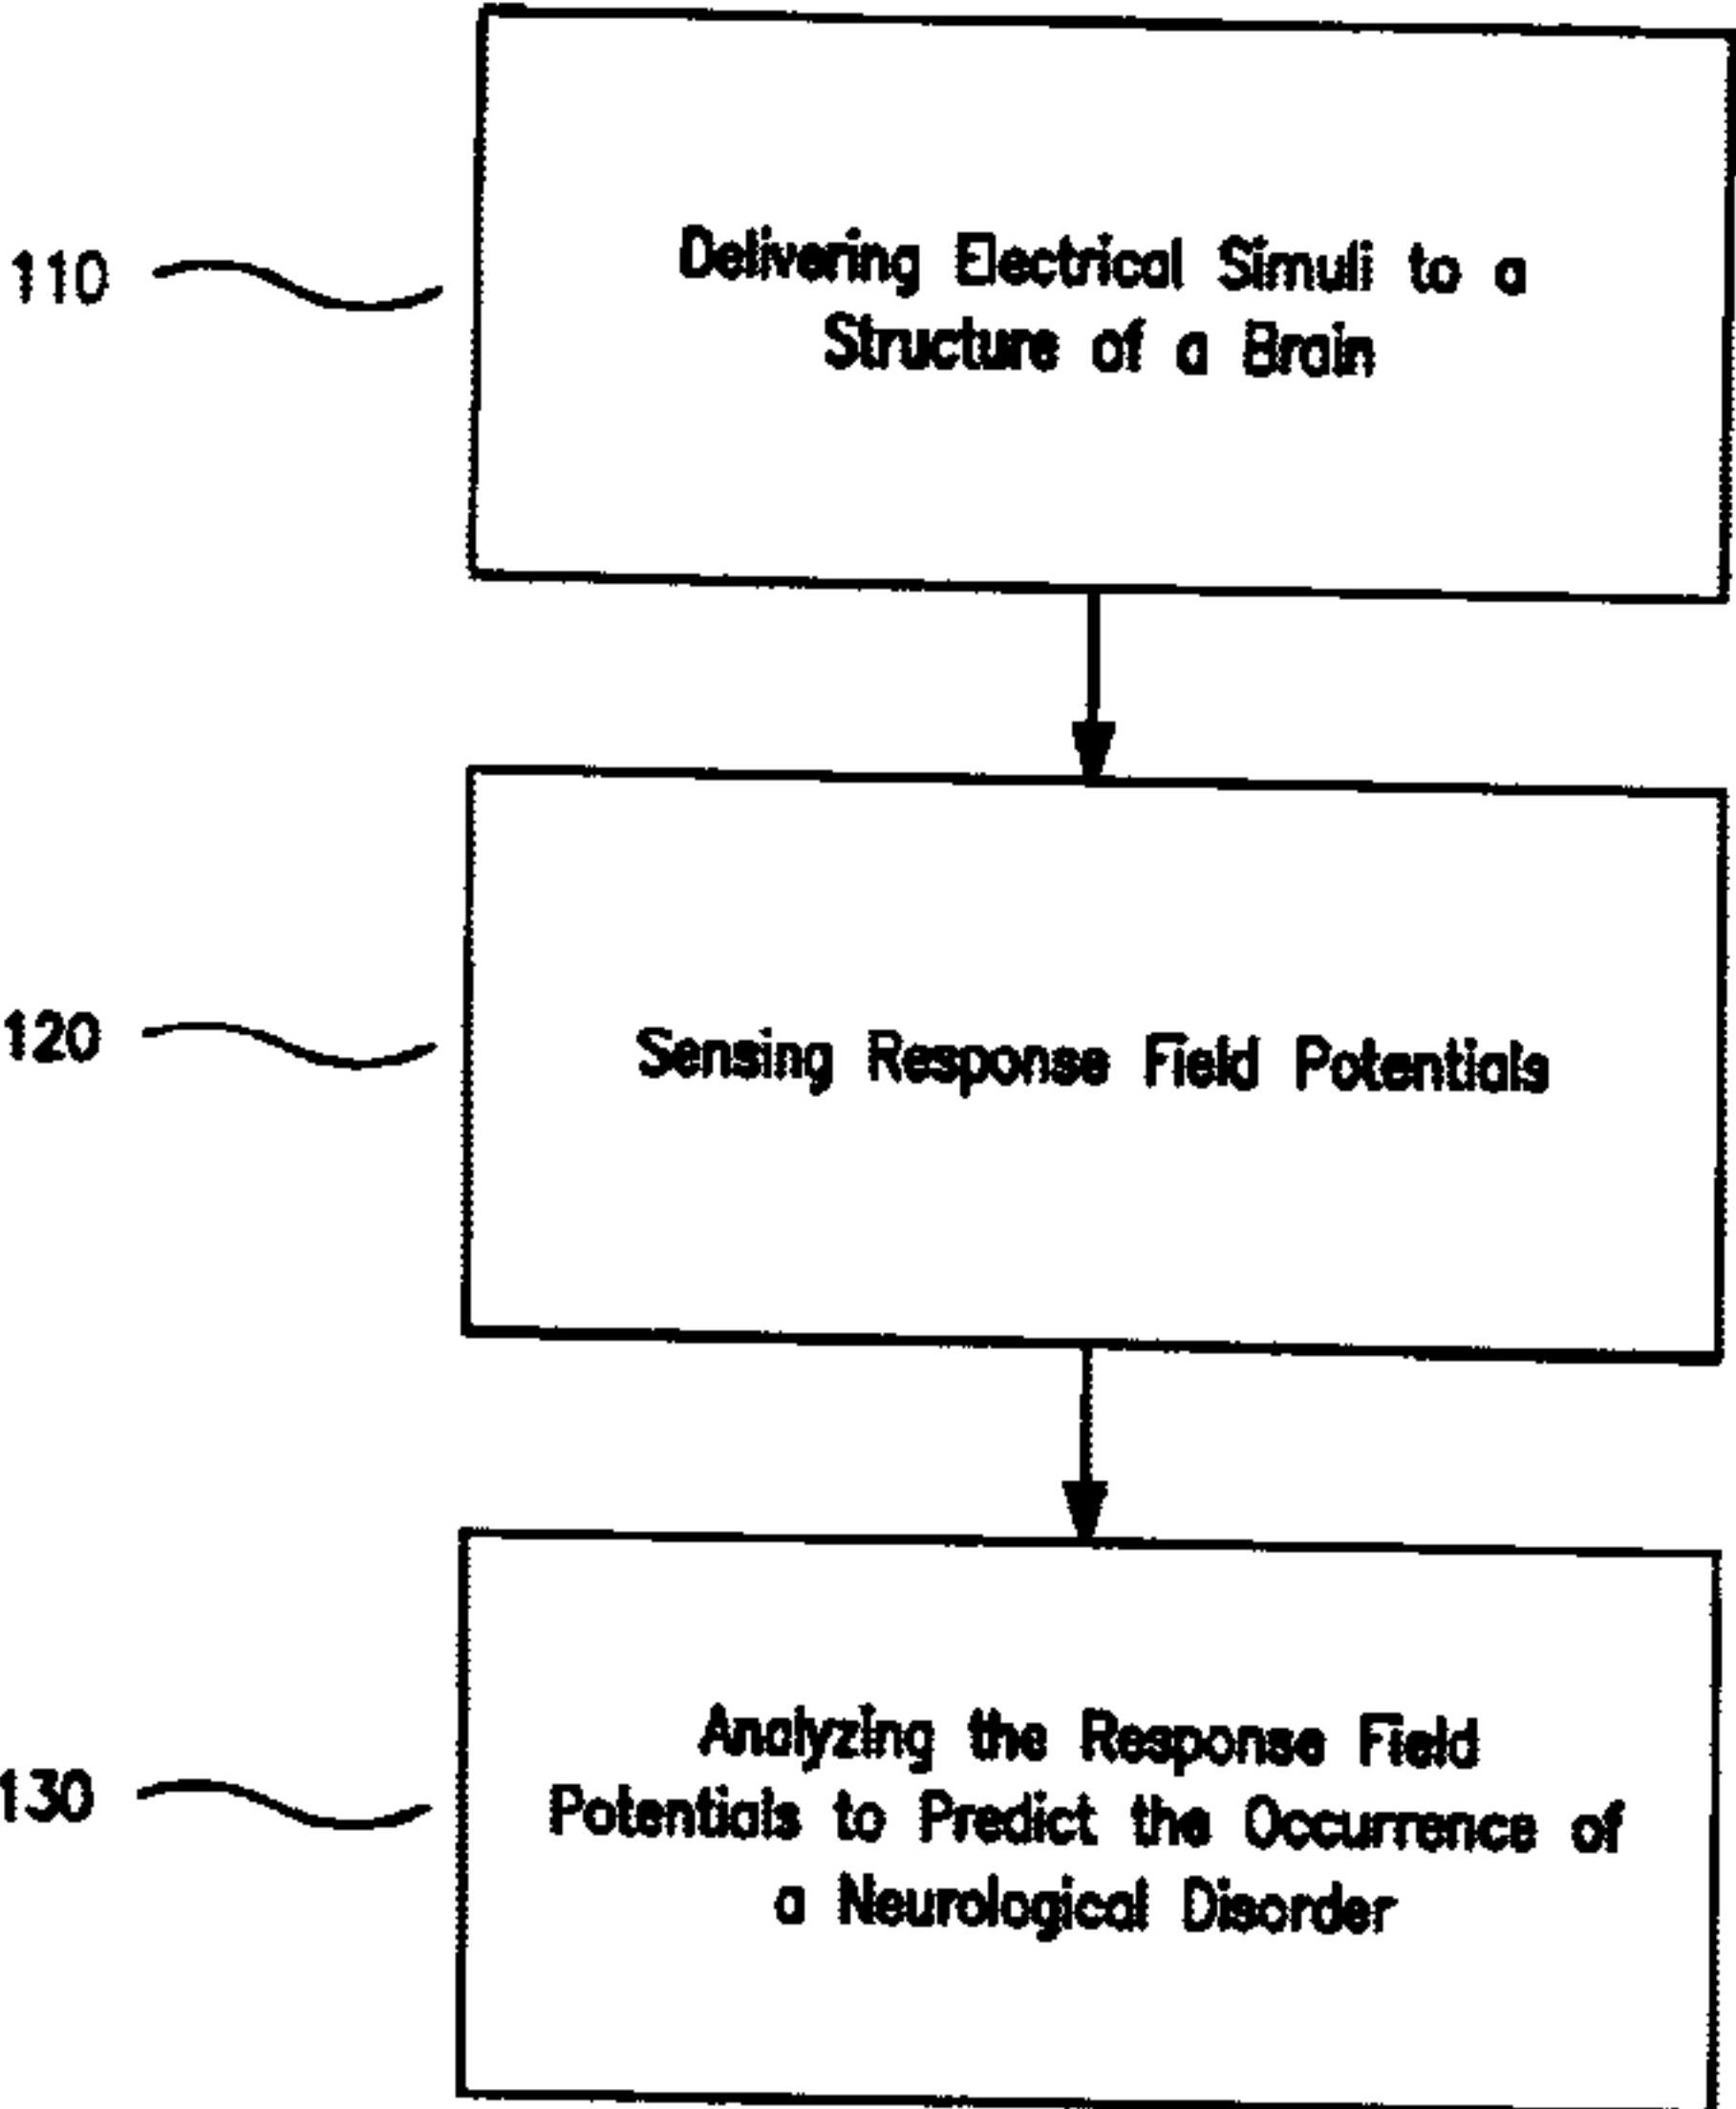 110
Delivering Electrical Simuli to a
Structure of a Brain
120
Sensing Response Field Potentials
130
Analyzing the Response Field
Potentials to Predict the Occurrence of
a Neurological Disorder